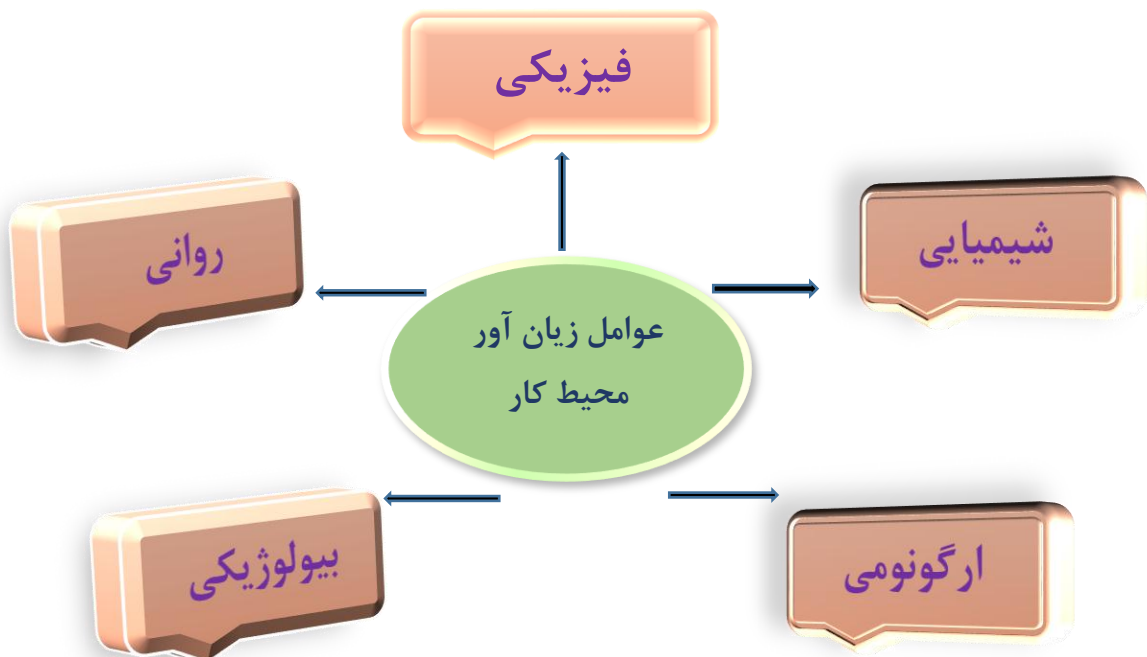 فیزیکی
شیمیایی
روانی
عوامل زیان آور
محیط کار
ارگونومی
بیولوژیکی